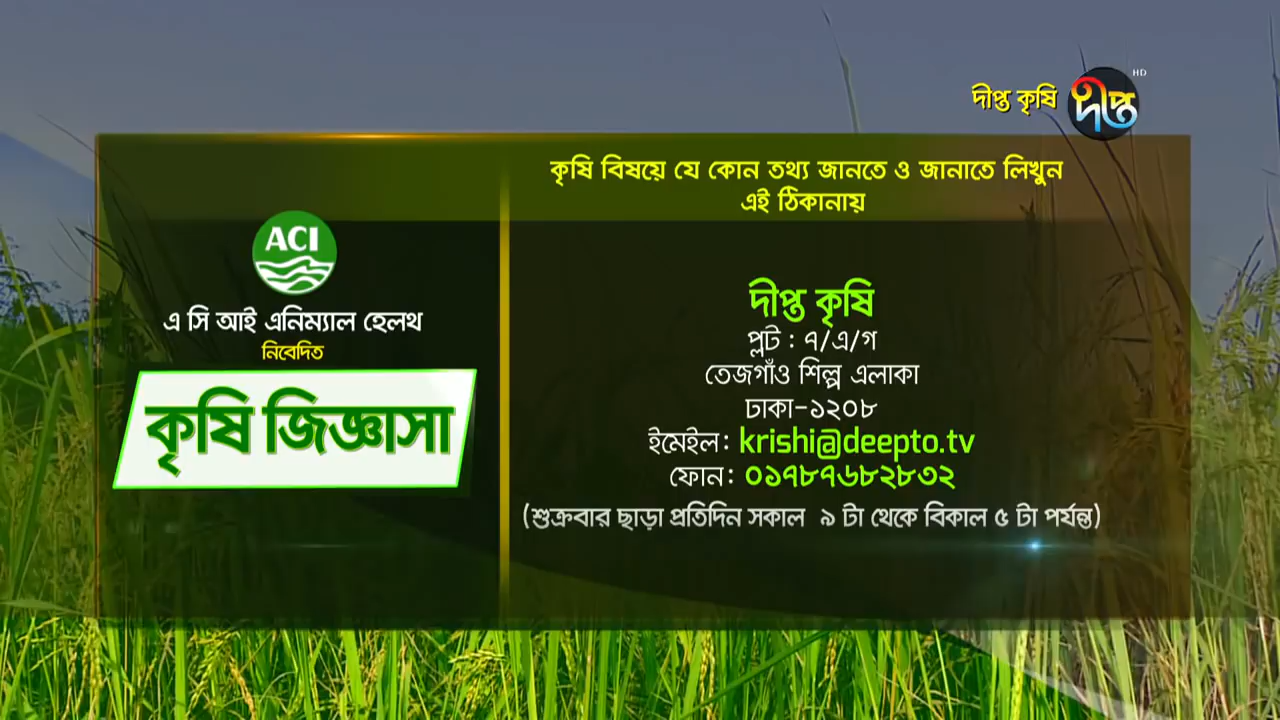 দীপ্ত কৃষি
দীপ্ত
HD
কৃষি বিষয়ে যে কোন তথ্য জানতে ও জানাতে লিখুন
এই ঠিকানায়
ACI
এ সি আই এনিম্যাল হেলথ
নিবেদিত
কৃষি জিজ্ঞাসা
দীপ্ত কৃষি
প্লট : ৭/এ/গ
তেজগাঁও শিল্প এলাকা
ঢাকা-১২০৮
ইমেইল: krishi@deepto.tv
ফোন: ০১৭৮৭৬৮২৮৩২
(শুক্রবার ছাড়া প্রতিদিন সকাল ৯ টা থেকে বিকাল ৫ টা পর্যন্ত)